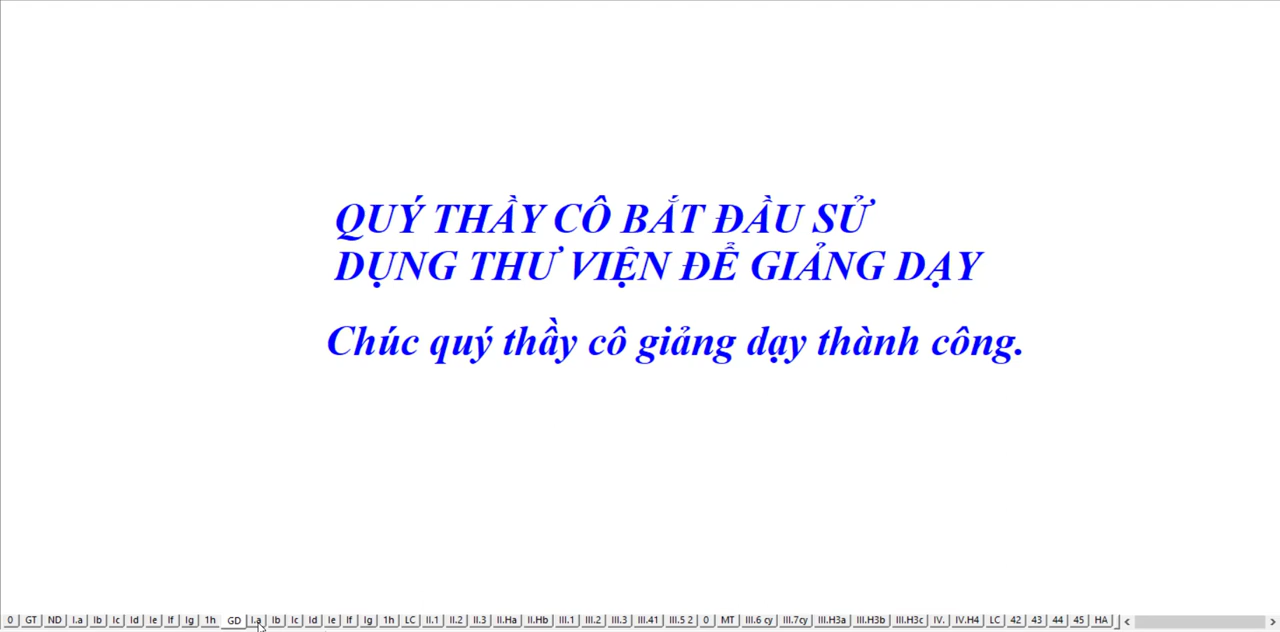 QUÝ THẦY CÔ BẮT ĐẦU SỬ
DỤNG THƯ VIỆN ĐỂ GIẢNG DẠY
Chúc quý thầy cô giảng dạy thành công.
0 GT ND I.a Ib Ic Id Ie If Ig 1h GD I.a Ib Ic Id Ie If Ig 1h LC II.1 II.2 II.3 II.Ha II.Hb III.1 III.2 III.3 III.41 III.5 2 0 MT III.6 cy III.7cy III.H3a III.H3b III.H3c IV. IV.H4 LC 42 43 44 45 HA